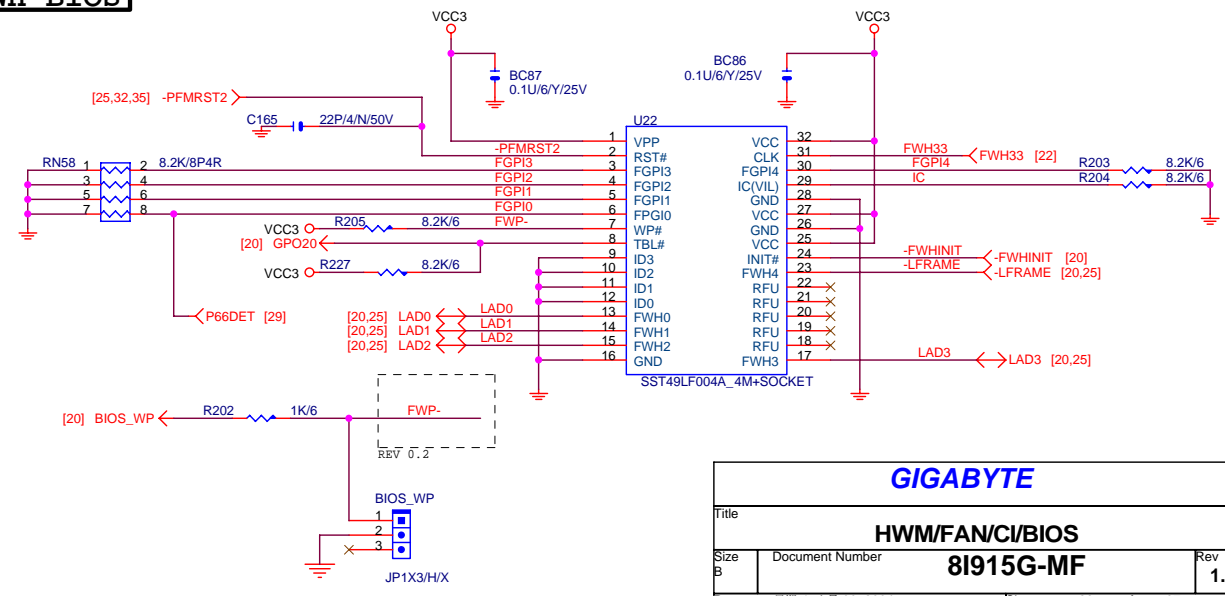 BIOS
VCC3
VCC3
BC87
0.1U/6/Y/25V
BC86
0.1U/6/Y/25V
[25,32,35] -PFMRST2
C165 22P/4/N/50V
U22
-PFMRST2
1 VPP
2 RST#
3 FGPI3
4 FGPI2
5 FGPI1
6 FPGI0
7 WP#
8 TBL#
9 ID3
10 ID2
11 ID1
12 ID0
13 FWH0
14 FWH1
15 FWH2
16 GND
VCC 32
CLK 31
FGPI4 30
IC(VIL) 29
GND 28
VCC 27
GND 26
VCC 25
INIT# 24
FWH4 23
RFU 22
RFU 21
RFU 20
RFU 19
RFU 18
FWH3 17
SST49LF004A_4M+SOCKET
RN58 1 2 8.2K/8P4R
3 4
5 6
7 8
FGPI3
FGPI2
FGPI1
FGPI0
VCC3 R205 8.2K/6 FWP-
[20] GPO20
VCC3 R227 8.2K/6
P66DET [29]
[20,25] LAD0 LAD0
[20,25] LAD1 LAD1
[20,25] LAD2 LAD2
FWH33 FWH33 [22]
FGPI4 R203 8.2K/6
IC R204 8.2K/6
-FWHINIT -FWHINIT [20]
-LFRAME -LFRAME [20,25]
LAD3 LAD3 [20,25]
[20] BIOS_WP R202 1K/6 FWP-
REV 0.2
BIOS_WP
1
2
3
JP1X3/H/X
GIGABYTE
Title
HWM/FAN/CI/BIOS
Size
B
Document Number
8I915G-MF
Rev
1.